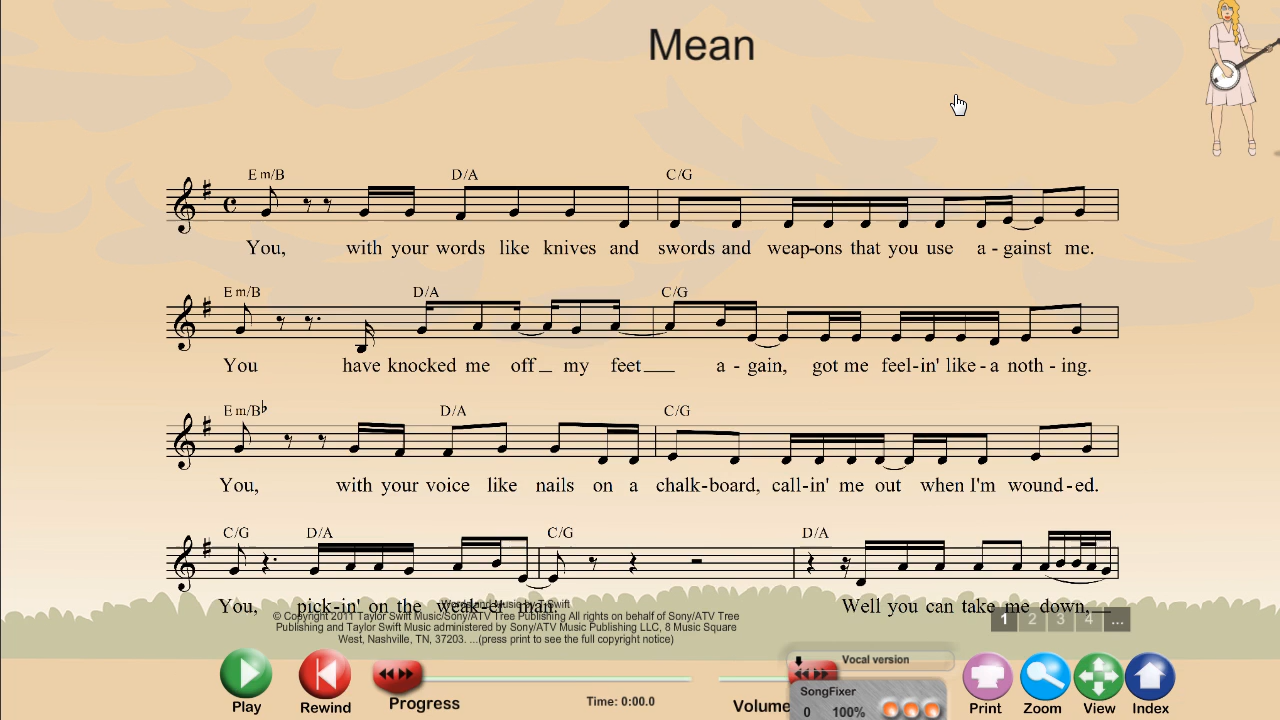 Mean
E m/B D/A C/G
You, with your words like knives and swords and weap-ons that you use a - gainst me.
E m/B D/A C/G
You have knocked me off _ my feet ___ a - gain, got me feel-in' like - a noth - ing.
E m/B♭ D/A C/G
You, with your voice like nails on a chalk-board, call-in' me out when I'm wound-ed.
C/G D/A C/G D/A
You, pick-in' on the weak-er man. Well you can take me down, __
Swift
© Copyright 2011 Taylor Swift Music/Sony/ATV Tree Publishing All rights on behalf of Sony/ATV Tree
Publishing and Taylor Swift Music administered by Sony/ATV Music Publishing LLC, 8 Music Square
West, Nashville, TN, 37203. ...(press print to see the full copyright notice)
1 2 3 4 ...
Vocal version
SongFixer
0 100%
Play Rewind Progress Time: 0:00.0 Volume Print Zoom View Index